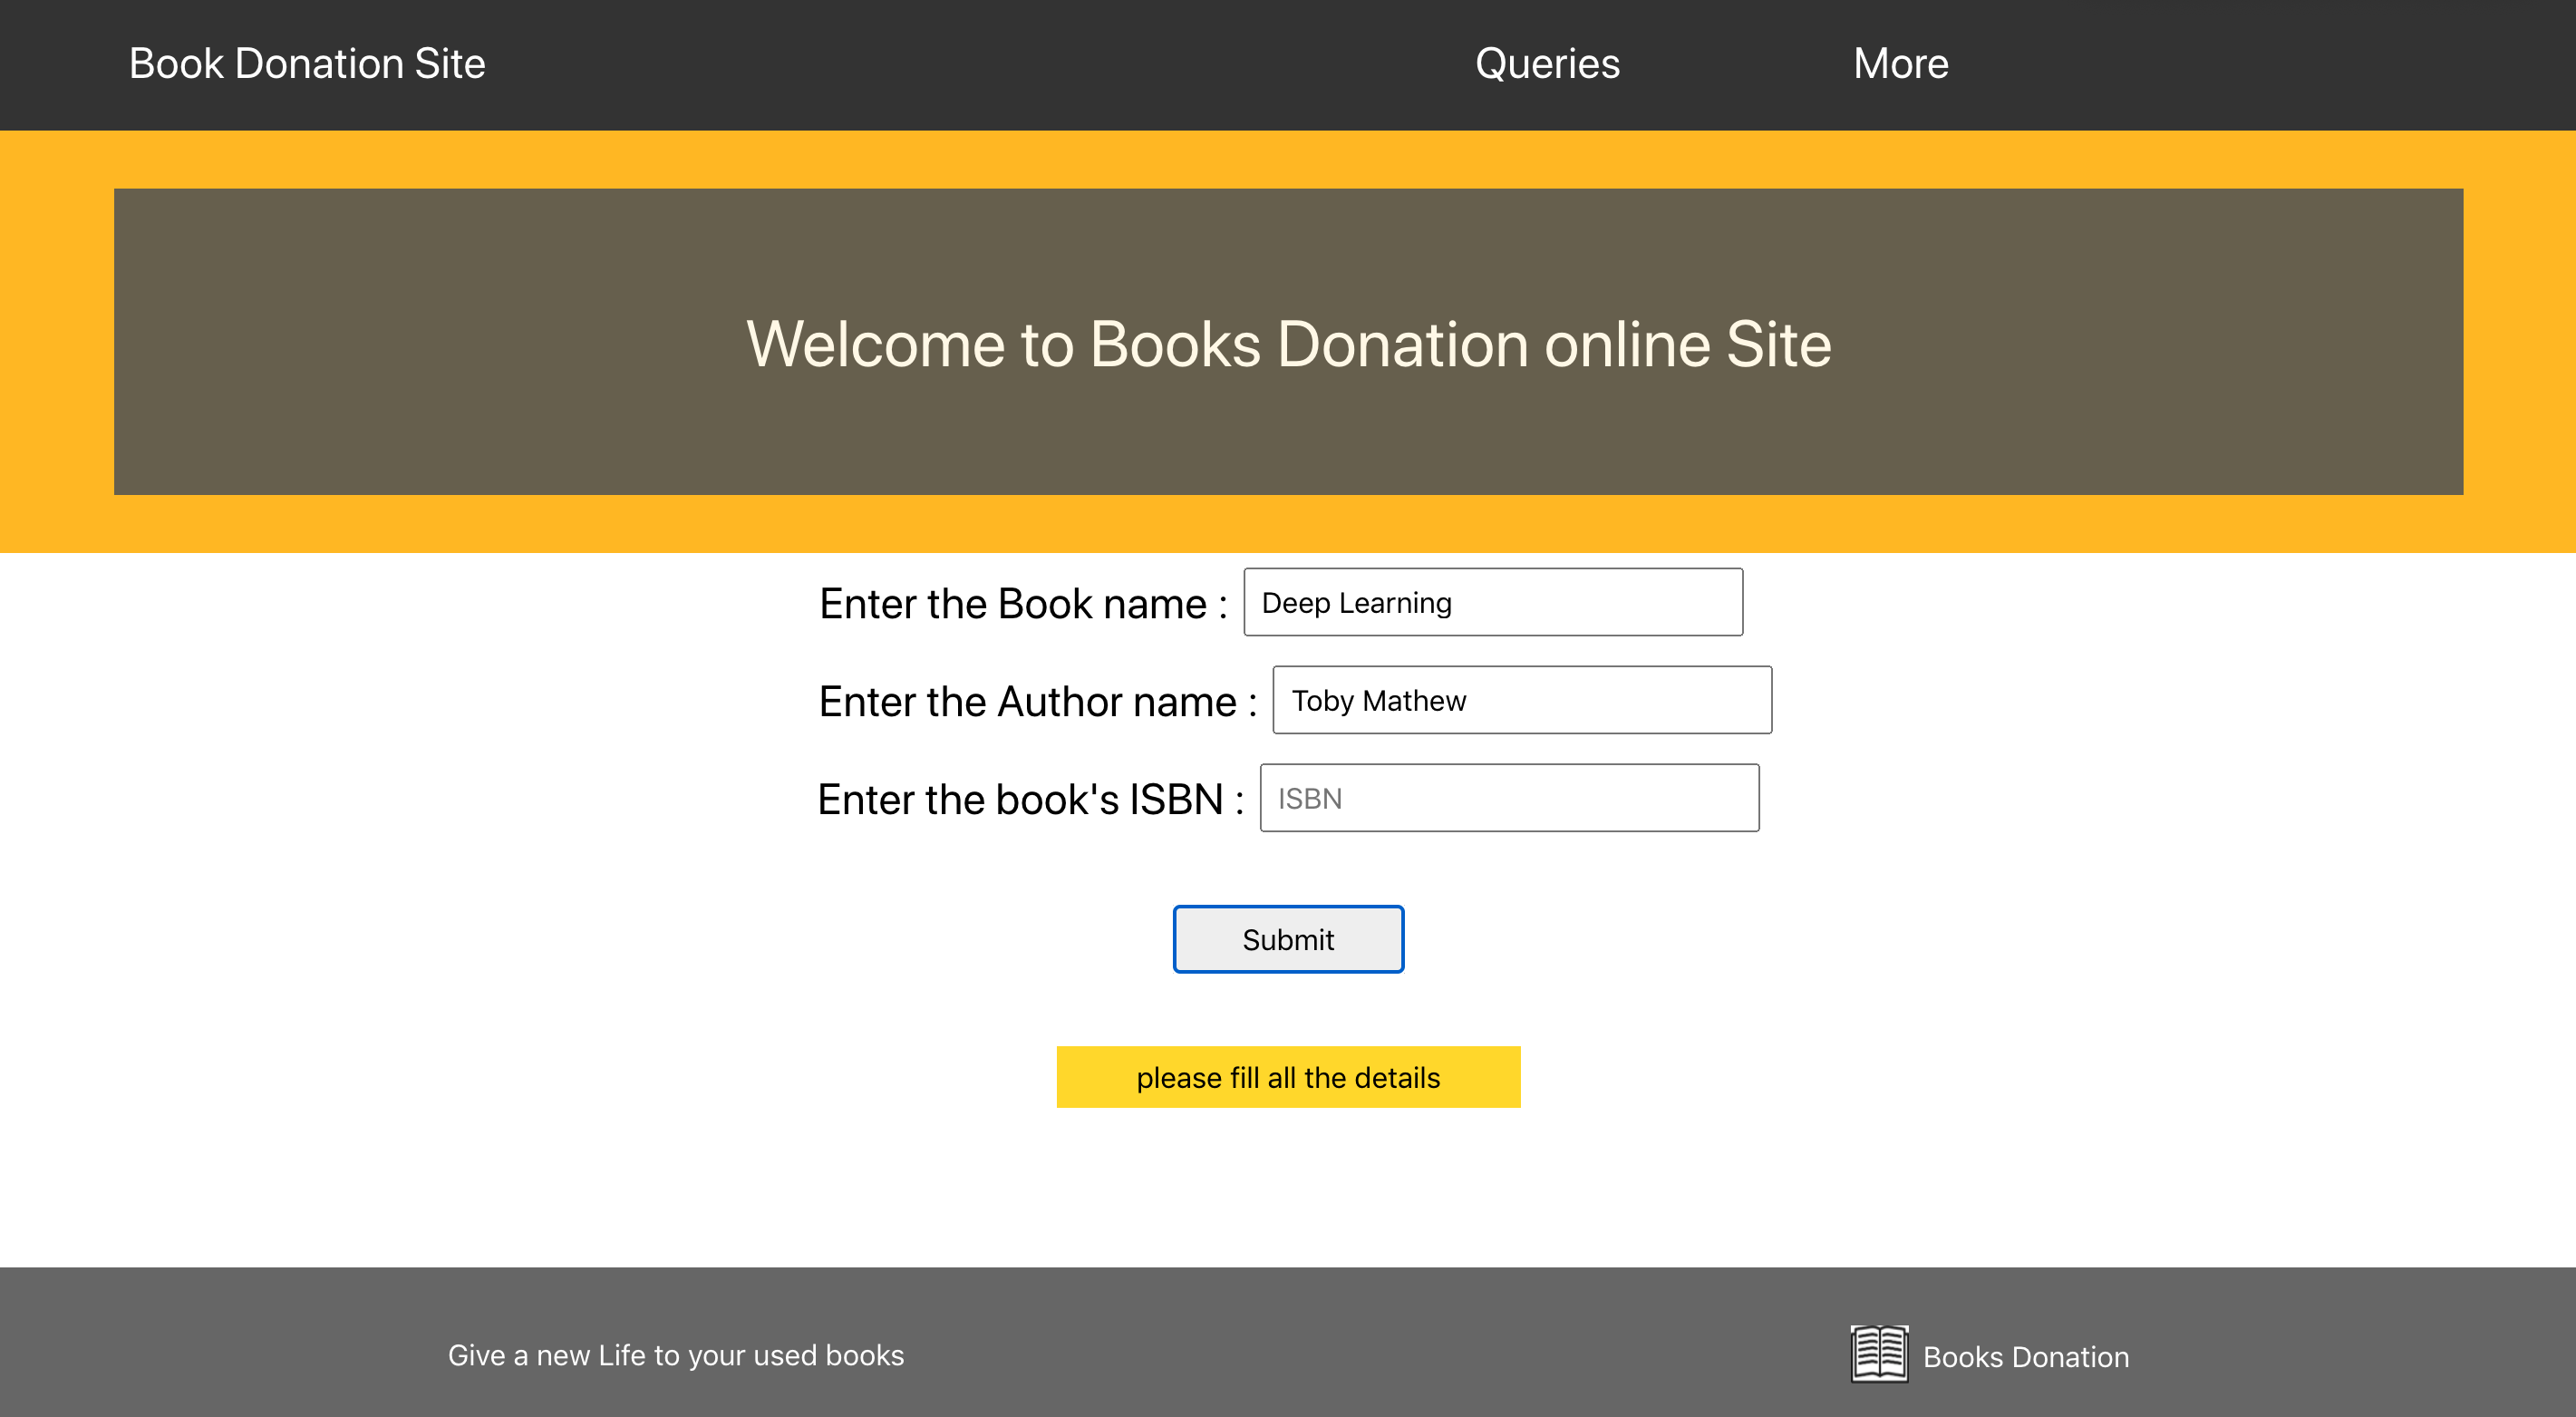 Book Donation Site Queries More
Welcome to Books Donation online Site
Enter the Book name : Deep Learning
Enter the Author name : Toby Mathew
Enter the book's ISBN : ISBN
Submit
please fill all the details
Give a new Life to your used books Books Donation